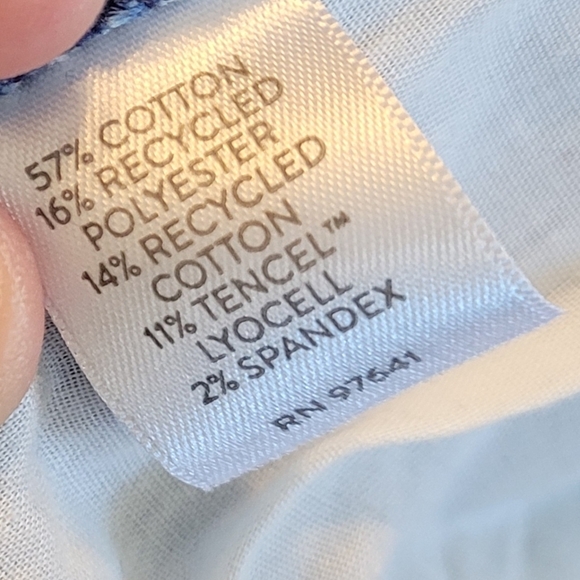 57% COTTON
16% RECYCLED
POLYESTER
14% RECYCLED
COTTON
11% TENCEL™
LYOCELL
2% SPANDEX
RN 97641